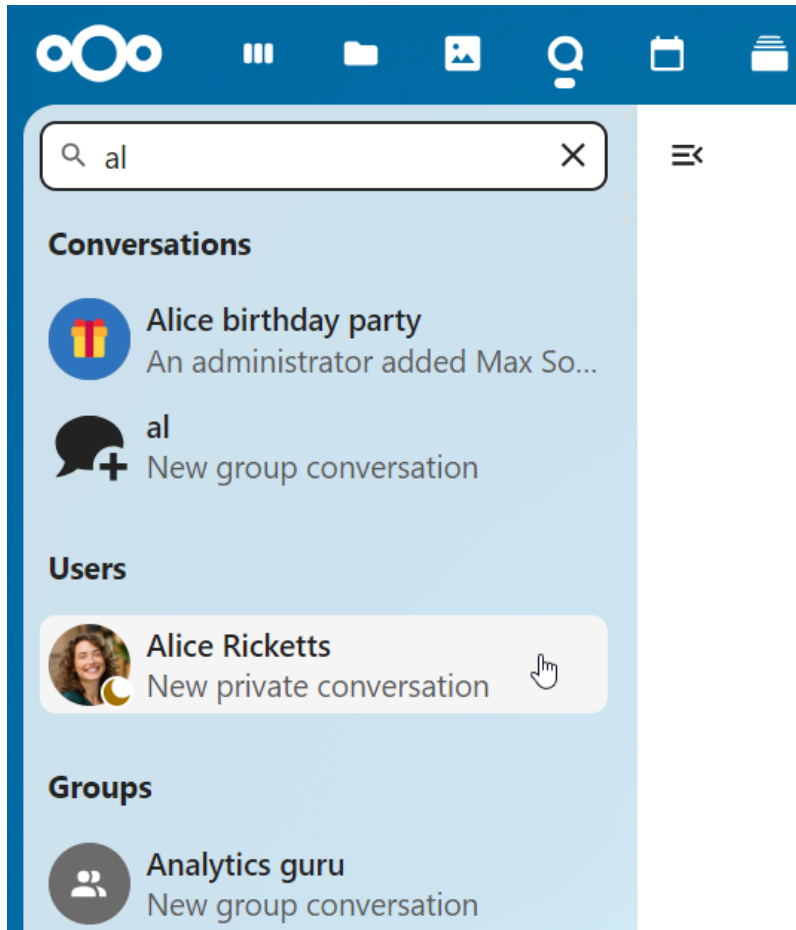 al
Conversations
Alice birthday party
An administrator added Max So...
al
New group conversation
Users
Alice Ricketts
New private conversation
Groups
Analytics guru
New group conversation